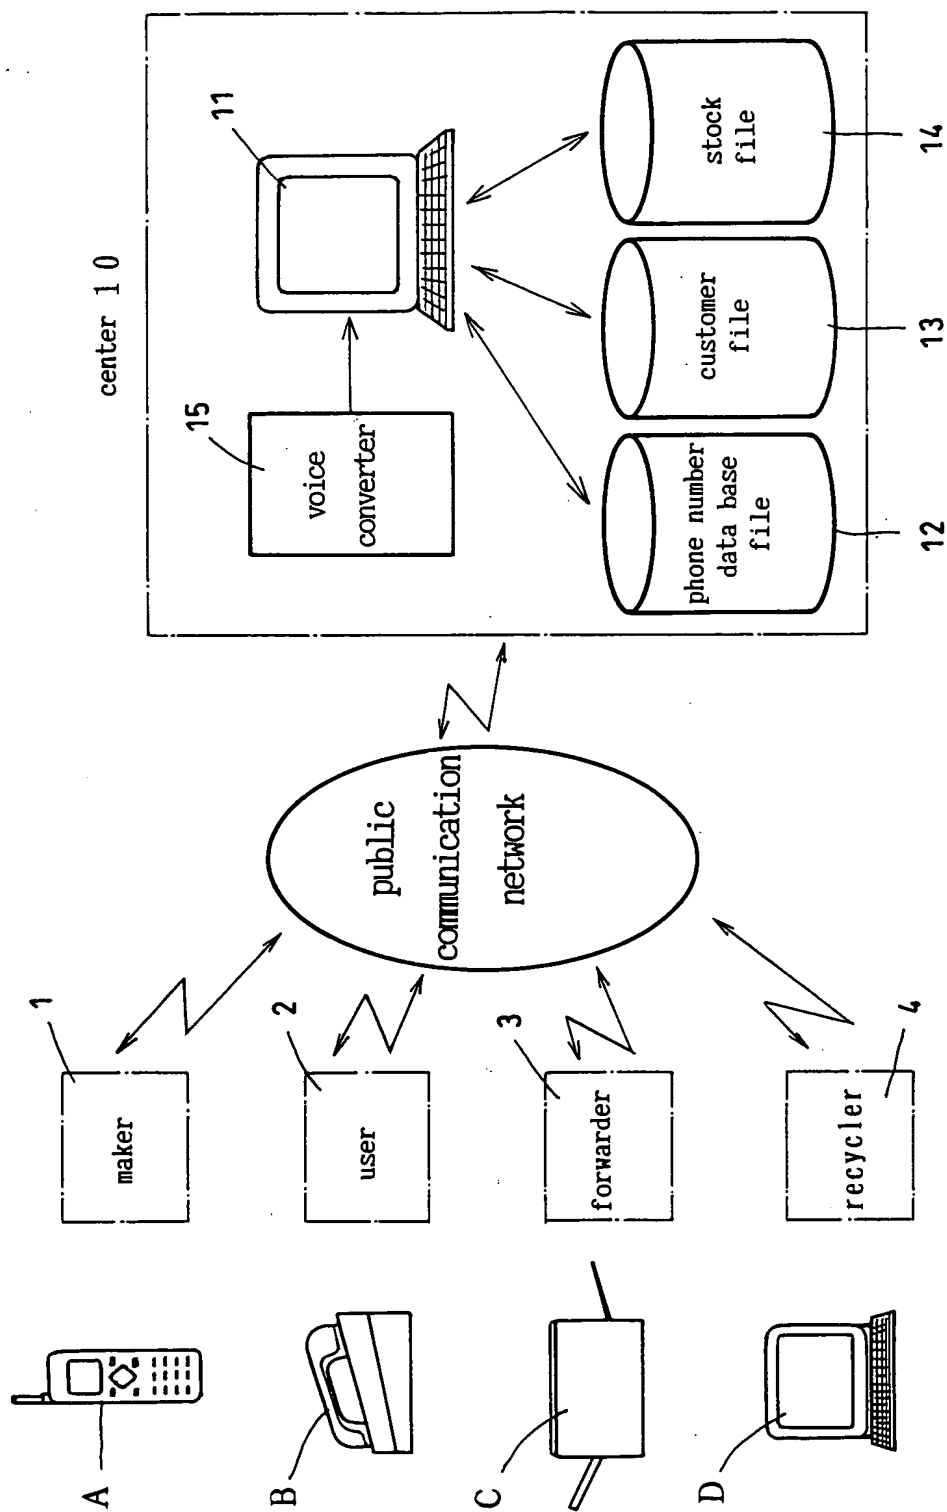 center 10
11
15
voice
converter
phone number
data base
file
customer
file
stock
file
12
13
14
public
communication
network
1
maker
2
user
3
forwarder
4
recycler
A
B
C
D